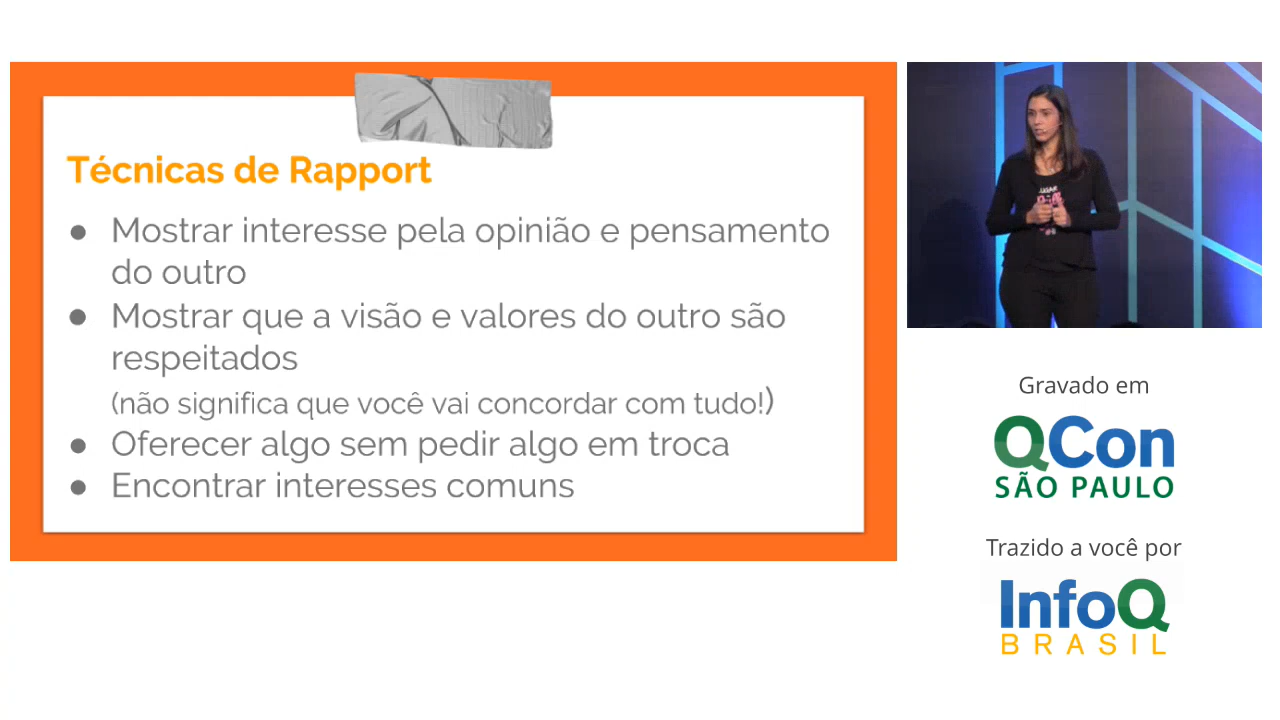 Técnicas de Rapport
● Mostrar interesse pela opinião e pensamento
do outro
● Mostrar que a visão e valores do outro são
respeitados
(não significa que você vai concordar com tudo!)
● Oferecer algo sem pedir algo em troca
● Encontrar interesses comuns
Gravado em
QCon
SÃO PAULO
Trazido a você por
InfoQ
BRASIL